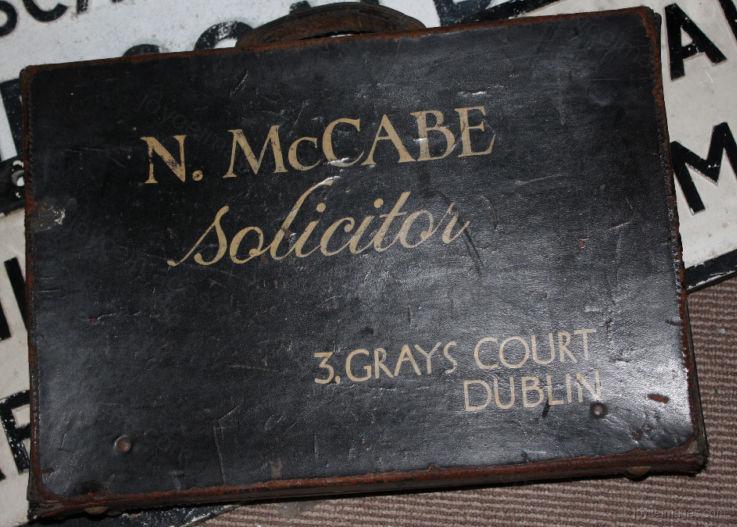 N. McCABE
solicitor
3, GRAYS COURT
DUBLIN